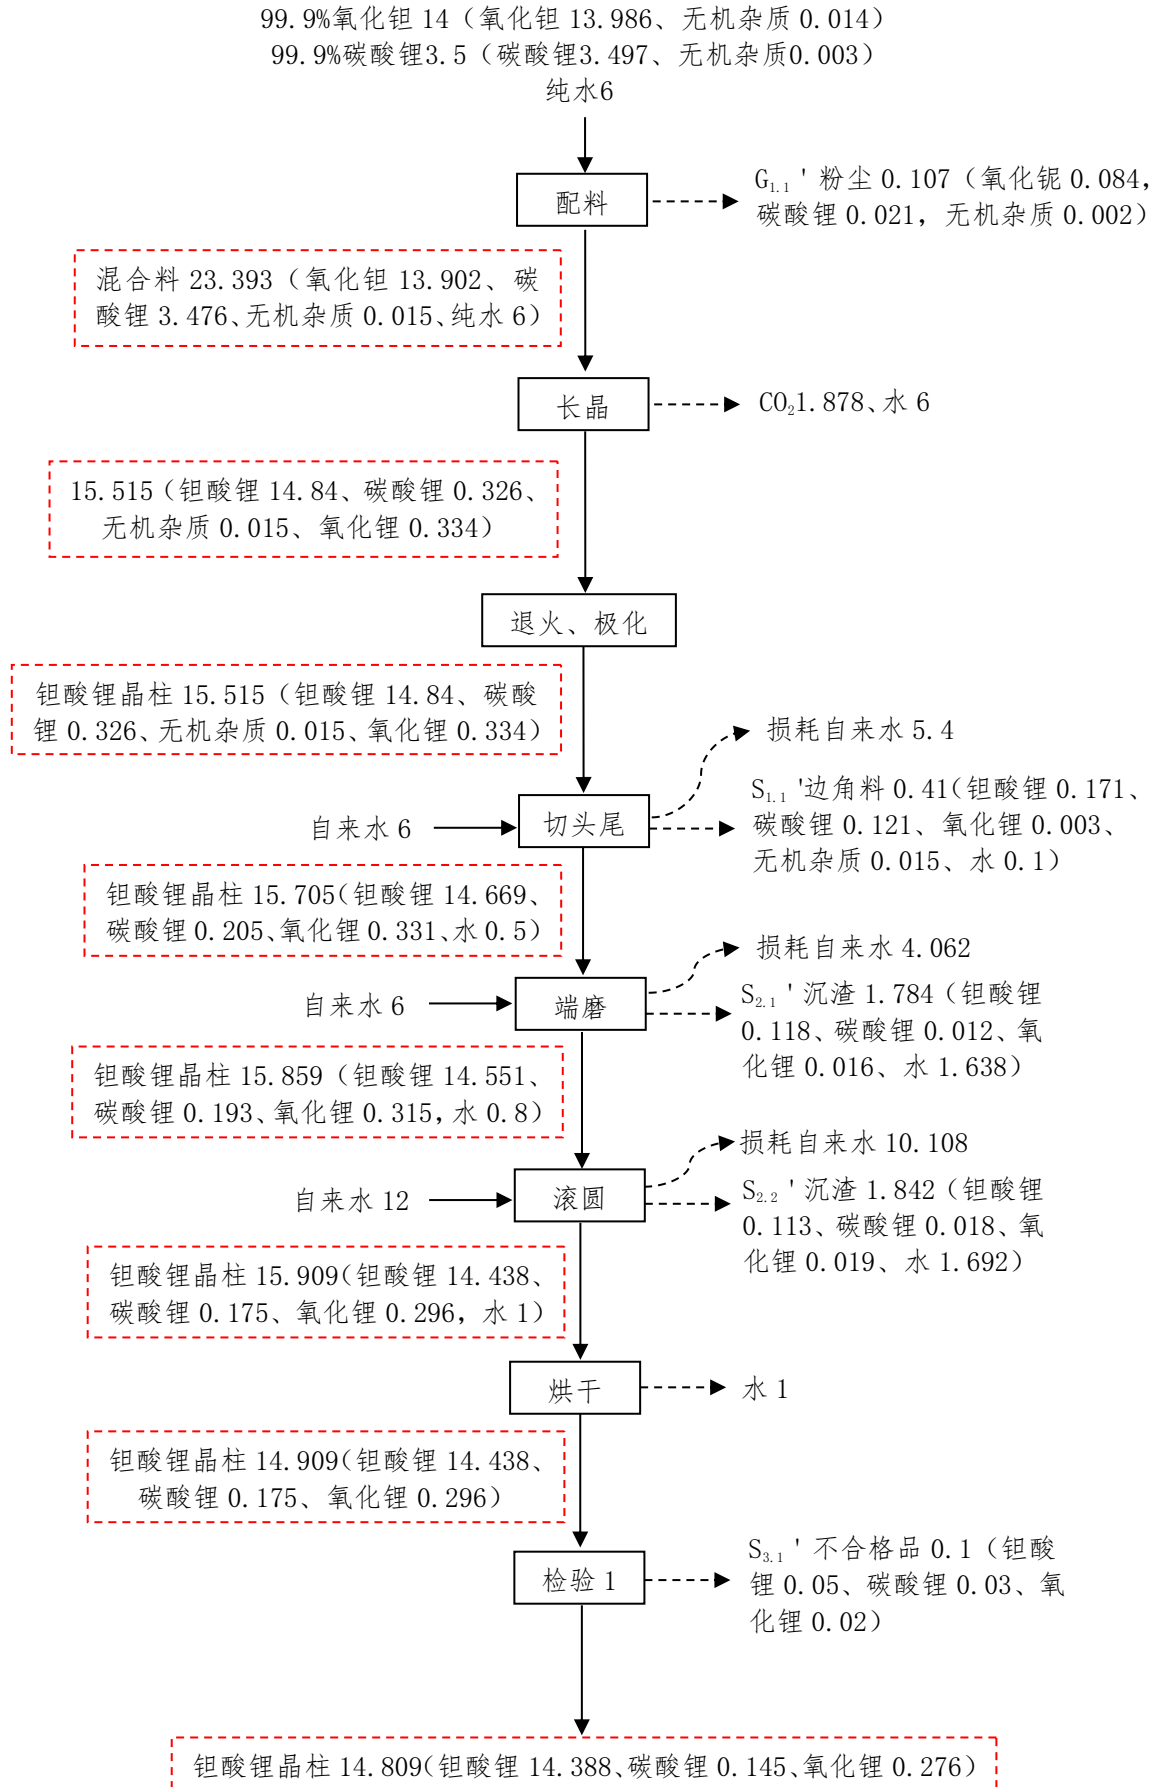 99.9%氧化钽 14（氧化钽 13.986、无机杂质 0.014）
99.9%碳酸锂3.5（碳酸锂3.497、无机杂质0.003）
纯水6
配料
G₁.₁＇粉尘 0.107（氧化铌 0.084，
碳酸锂 0.021，无机杂质 0.002）
混合料 23.393（氧化钽 13.902、碳
酸锂 3.476、无机杂质 0.015、纯水 6）
长晶
CO₂1.878、水 6
15.515（钽酸锂 14.84、碳酸锂 0.326、
无机杂质 0.015、氧化锂 0.334）
退火、极化
钽酸锂晶柱 15.515（钽酸锂 14.84、碳酸
锂 0.326、无机杂质 0.015、氧化锂 0.334）
损耗自来水 5.4
自来水 6
切头尾
S₁.₁＇边角料 0.41（钽酸锂 0.171、
碳酸锂 0.121、氧化锂 0.003、
无机杂质 0.015、水 0.1）
钽酸锂晶柱 15.705（钽酸锂 14.669、
碳酸锂 0.205、氧化锂 0.331、水 0.5）
损耗自来水 4.062
自来水 6
端磨
S₂.₁＇沉渣 1.784（钽酸锂
0.118、碳酸锂 0.012、氧
化锂 0.016、水 1.638）
钽酸锂晶柱 15.859（钽酸锂 14.551、
碳酸锂 0.193、氧化锂 0.315，水 0.8）
损耗自来水 10.108
自来水 12
滚圆
S₂.₂＇沉渣 1.842（钽酸锂
0.113、碳酸锂 0.018、氧
化锂 0.019、水 1.692）
钽酸锂晶柱 15.909（钽酸锂 14.438、
碳酸锂 0.175、氧化锂 0.296，水 1）
烘干
水 1
钽酸锂晶柱 14.909（钽酸锂 14.438、
碳酸锂 0.175、氧化锂 0.296）
检验 1
S₃.₁＇不合格品 0.1（钽酸
锂 0.05、碳酸锂 0.03、氧
化锂 0.02）
钽酸锂晶柱 14.809（钽酸锂 14.388、碳酸锂 0.145、氧化锂 0.276）